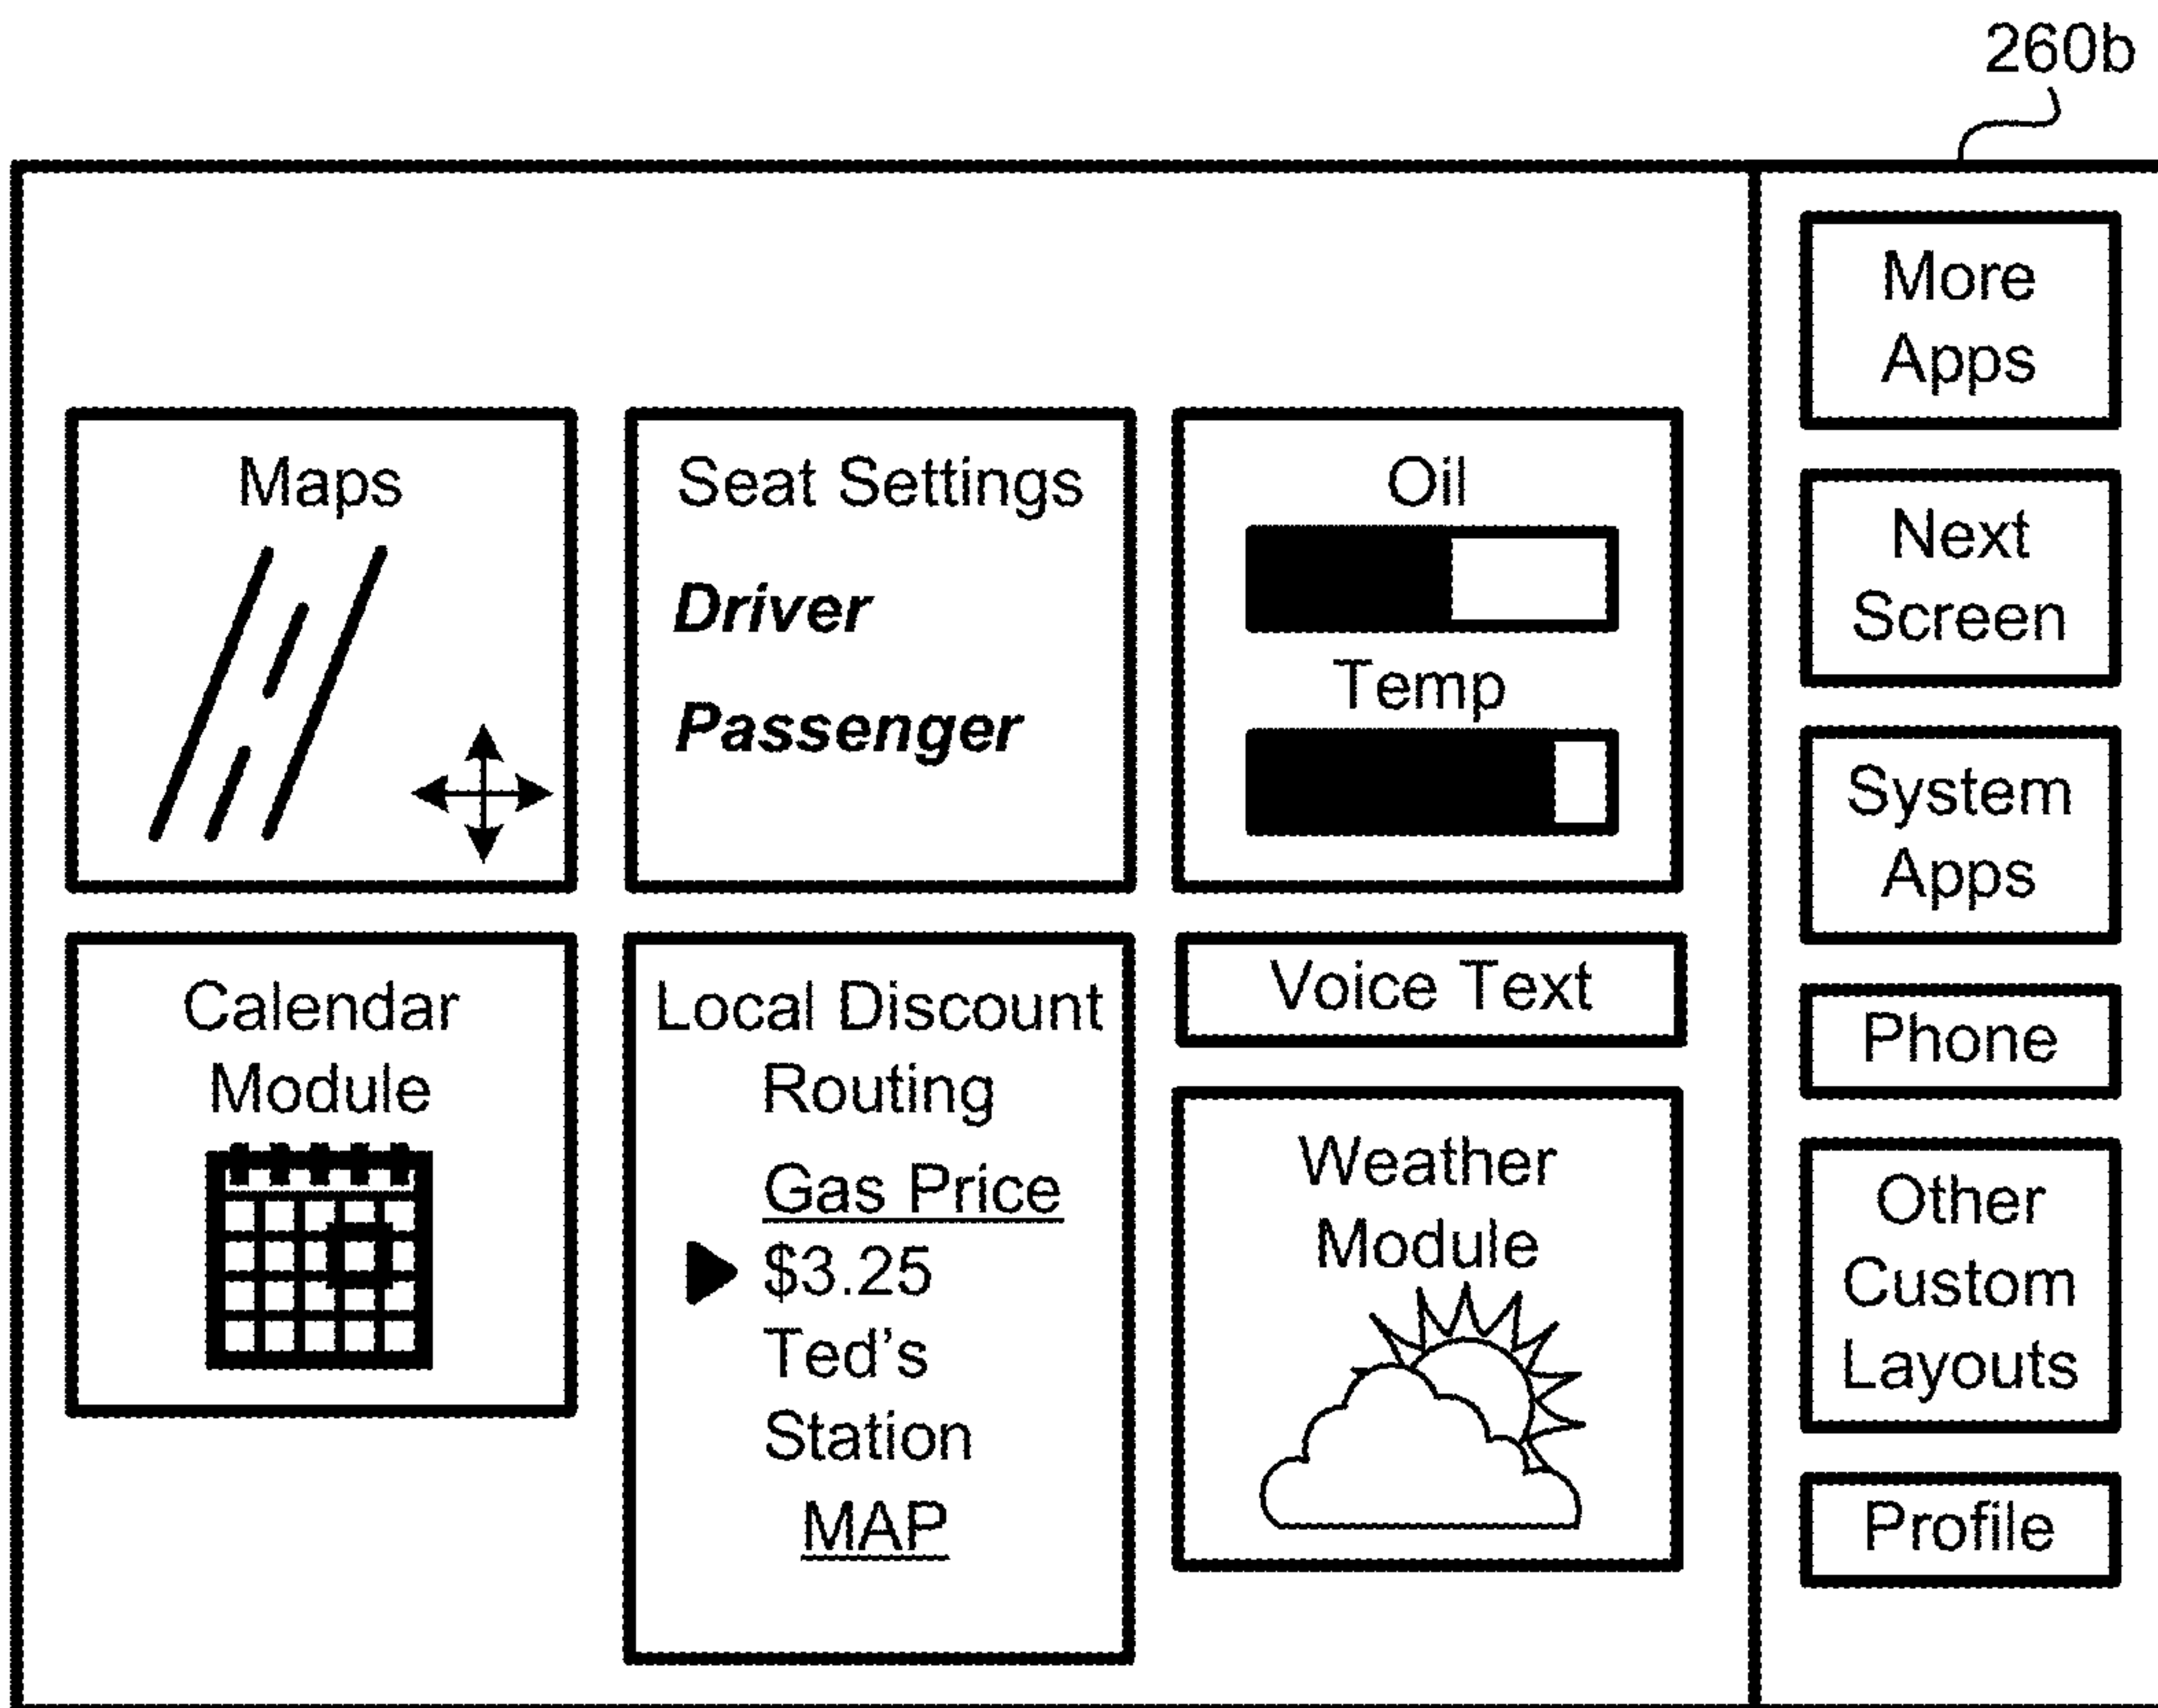 260b
Maps
Seat Settings
Driver
Passenger
Oil
Temp
Calendar
Module
Local Discount
Routing
Gas Price
$3.25
Ted's
Station
MAP
Voice Text
Weather
Module
More
Apps
Next
Screen
System
Apps
Phone
Other
Custom
Layouts
Profile